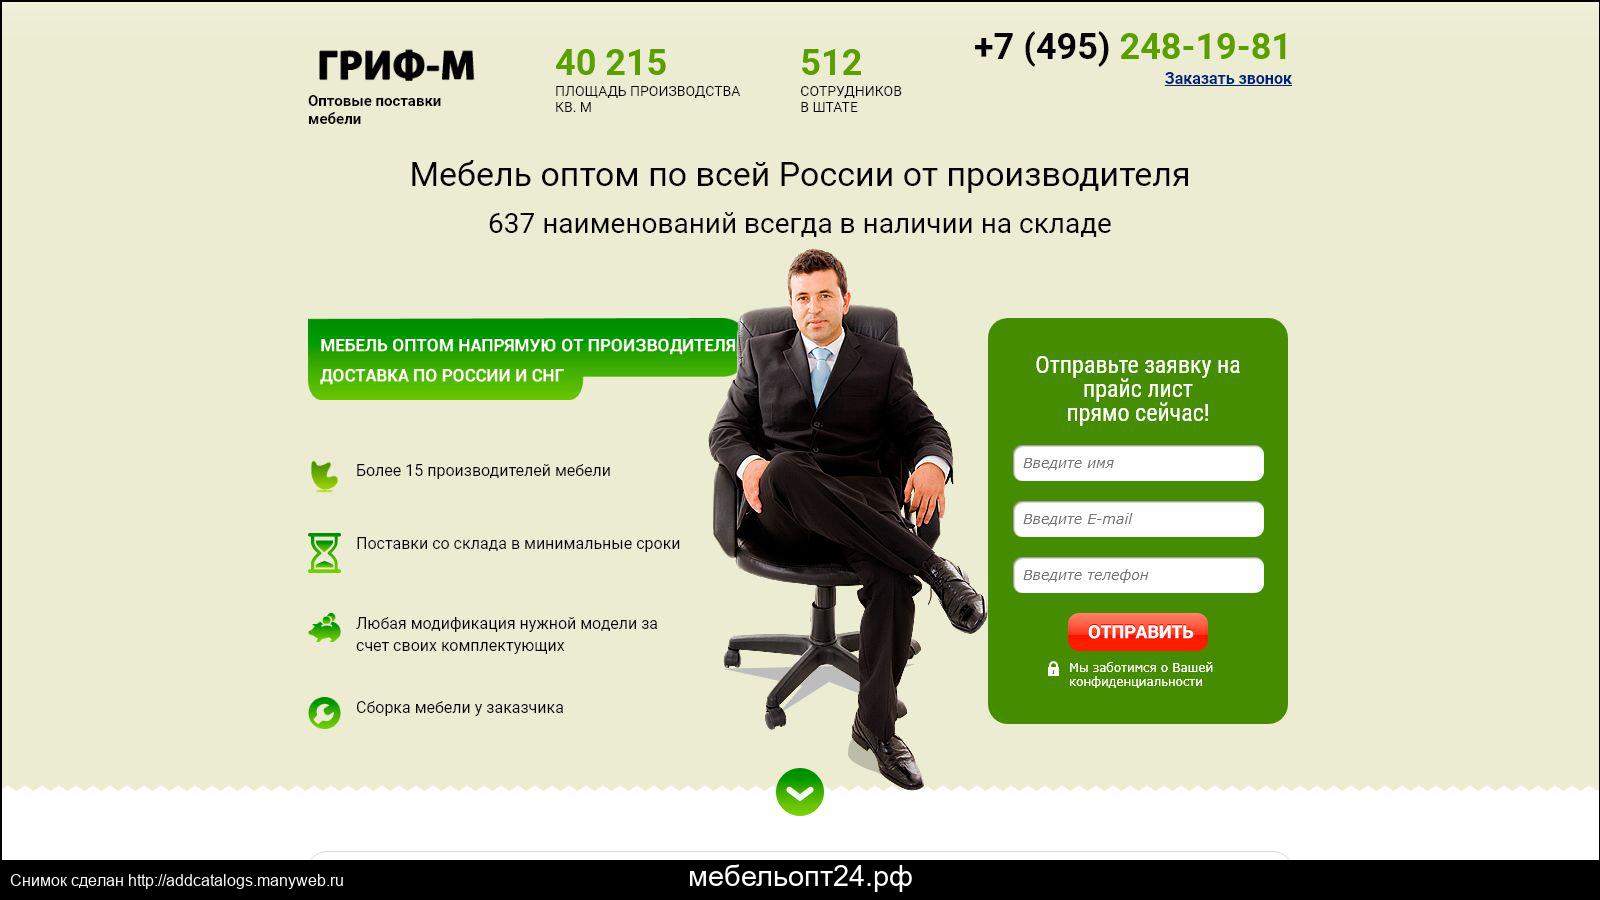 ГРИФ-М
Оптовые поставки
мебели
40 215
ПЛОЩАДЬ ПРОИЗВОДСТВА
КВ. М
512
СОТРУДНИКОВ
В ШТАТЕ
+7 (495) 248-19-81
Заказать звонок
Мебель оптом по всей России от производителя
637 наименований всегда в наличии на складе
МЕБЕЛЬ ОПТОМ НАПРЯМУЮ ОТ ПРОИЗВОДИТЕЛЯ
ДОСТАВКА ПО РОССИИ И СНГ
Более 15 производителей мебели
Поставки со склада в минимальные сроки
Любая модификация нужной модели за
счет своих комплектующих
Сборка мебели у заказчика
Отправьте заявку на
прайс лист
прямо сейчас!
Введите имя
Введите E-mail
Введите телефон
ОТПРАВИТЬ
Мы заботимся о Вашей
конфиденциальности
Снимок сделан http://addcatalogs.manyweb.ru
мебельопт24.рф